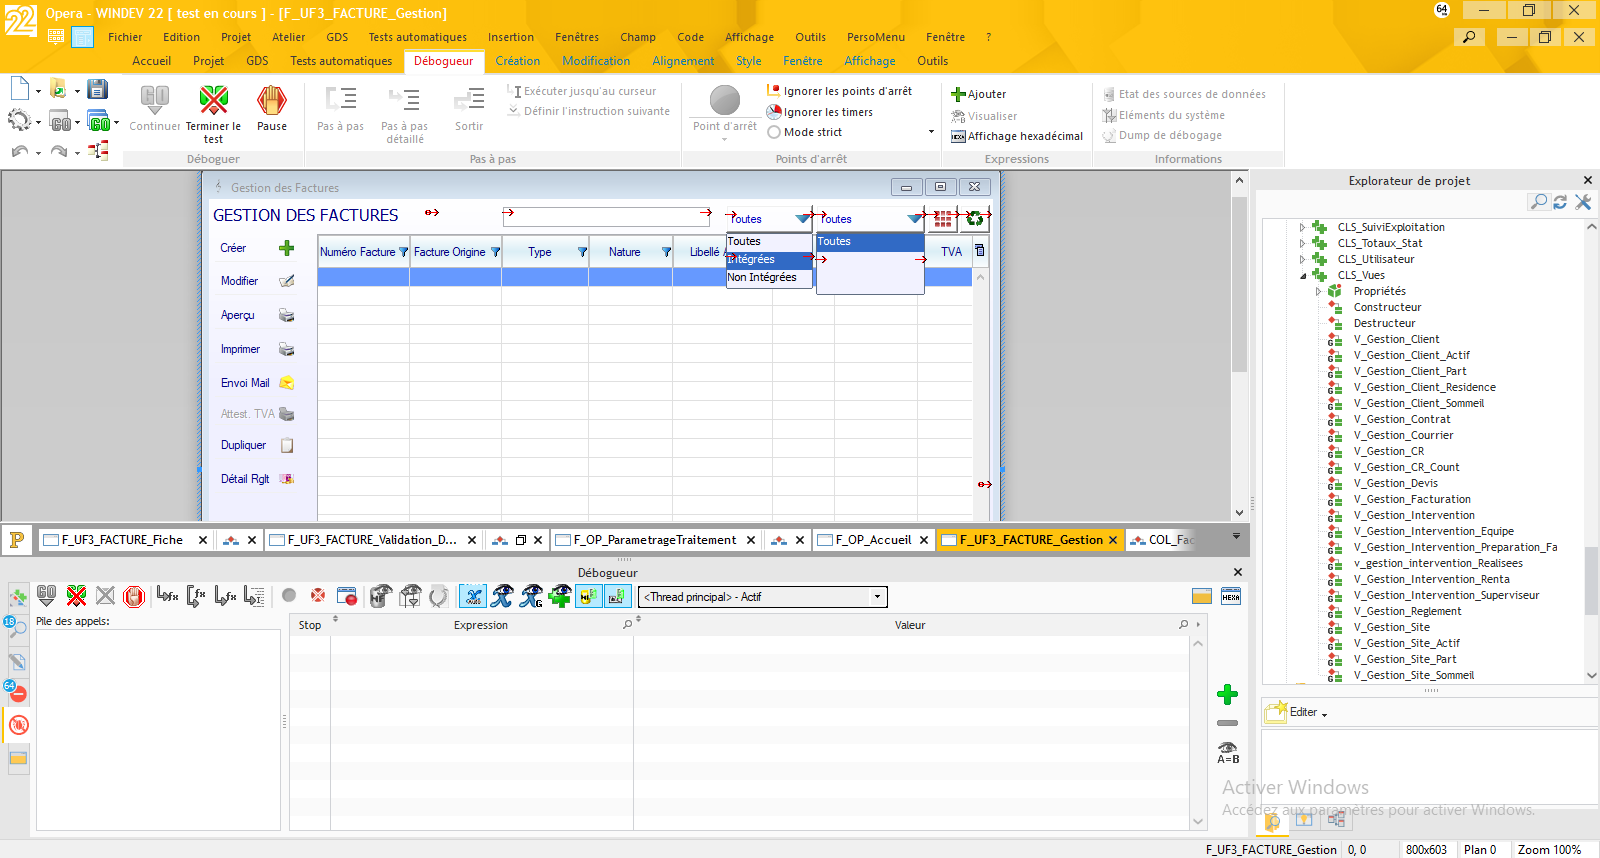 22
Opera - WINDEV 22 [ test en cours ] - [F_UF3_FACTURE_Gestion]
64
Fichier Edition Projet Atelier GDS Tests automatiques Insertion Fenêtres Champ Code Affichage Outils PersoMenu Fenêtre ?
Accueil Projet GDS Tests automatiques Débogueur Création Modification Alignement Style Fenêtre Affichage Outils
GO
Continuer
Terminer le test
Pause
Déboguer
Pas à pas
Pas à pas détaillé
Sortir
Exécuter jusqu'au curseur
Définir l'instruction suivante
Pas à pas
Point d'arrêt
Ignorer les points d'arrêt
Ignorer les timers
Mode strict
Points d'arrêt
Ajouter
Visualiser
HEXA Affichage hexadécimal
Expressions
Etat des sources de données
Eléments du système
Dump de débogage
Informations
Gestion des Factures
GESTION DES FACTURES
Toutes Toutes
Créer
Modifier
Aperçu
Imprimer
Envoi Mail
Attest. TVA
Dupliquer
Détail Rglt
Numéro Facture Facture Origine Type Nature Libellé TVA
Toutes
Intégrées
Non Intégrées
Toutes
P F_UF3_FACTURE_Fiche F_UF3_FACTURE_Validation_D... F_OP_ParametrageTraitement F_OP_Accueil F_UF3_FACTURE_Gestion COL_Fac
Débogueur
<Thread principal> - Actif
HEXA
18
64
Pile des appels:
Stop Expression Valeur
A=B
Explorateur de projet
CLS_SuiviExploitation
CLS_Totaux_Stat
CLS_Utilisateur
CLS_Vues
Propriétés
Constructeur
Destructeur
V_Gestion_Client
V_Gestion_Client_Actif
V_Gestion_Client_Part
V_Gestion_Client_Residence
V_Gestion_Client_Sommeil
V_Gestion_Contrat
V_Gestion_Courrier
V_Gestion_CR
V_Gestion_CR_Count
V_Gestion_Devis
V_Gestion_Facturation
V_Gestion_Intervention
V_Gestion_Intervention_Equipe
V_Gestion_Intervention_Preparation_Fa
v_gestion_intervention_Realisees
V_Gestion_Intervention_Renta
V_Gestion_Intervention_Superviseur
V_Gestion_Reglement
V_Gestion_Site
V_Gestion_Site_Actif
V_Gestion_Site_Part
V_Gestion_Site_Sommeil
Editer
Activer Windows
Accédez aux paramètres pour activer Windows.
F_UF3_FACTURE_Gestion 0, 0 800x603 Plan 0 Zoom 100%